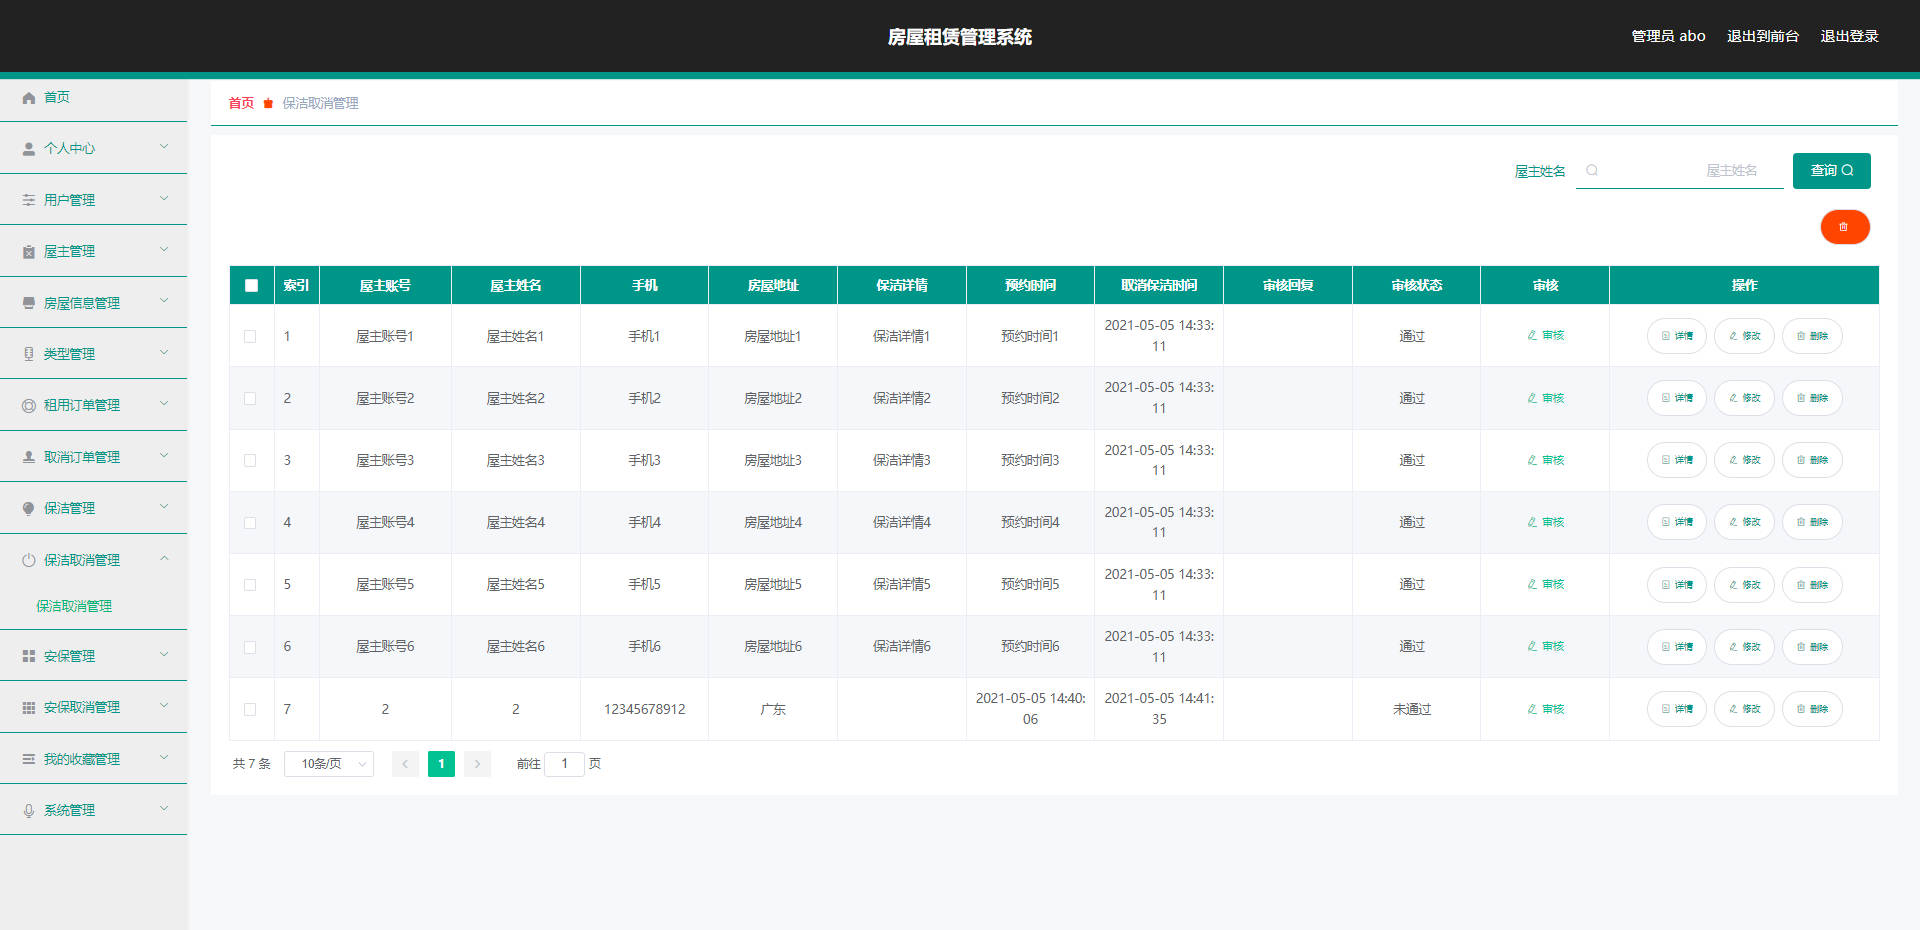 房屋租赁管理系统
管理员 abo 退出到前台 退出登录
首页
个人中心
用户管理
屋主管理
房屋信息管理
类型管理
租用订单管理
取消订单管理
保洁管理
保洁取消管理
保洁取消管理
安保管理
安保取消管理
我的收藏管理
系统管理
首页 保洁取消管理
屋主姓名 屋主姓名 查询
索引 屋主账号 屋主姓名 手机 房屋地址 保洁详情 预约时间 取消保洁时间 审核回复 审核状态 审核 操作
1 屋主账号1 屋主姓名1 手机1 房屋地址1 保洁详情1 预约时间1 2021-05-05 14:33:11 通过 审核 详情 修改 删除
2 屋主账号2 屋主姓名2 手机2 房屋地址2 保洁详情2 预约时间2 2021-05-05 14:33:11 通过 审核 详情 修改 删除
3 屋主账号3 屋主姓名3 手机3 房屋地址3 保洁详情3 预约时间3 2021-05-05 14:33:11 通过 审核 详情 修改 删除
4 屋主账号4 屋主姓名4 手机4 房屋地址4 保洁详情4 预约时间4 2021-05-05 14:33:11 通过 审核 详情 修改 删除
5 屋主账号5 屋主姓名5 手机5 房屋地址5 保洁详情5 预约时间5 2021-05-05 14:33:11 通过 审核 详情 修改 删除
6 屋主账号6 屋主姓名6 手机6 房屋地址6 保洁详情6 预约时间6 2021-05-05 14:33:11 通过 审核 详情 修改 删除
7 2 2 12345678912 广东 2021-05-05 14:40:06 2021-05-05 14:41:35 未通过 审核 详情 修改 删除
共 7 条 10条/页 1 前往 1 页